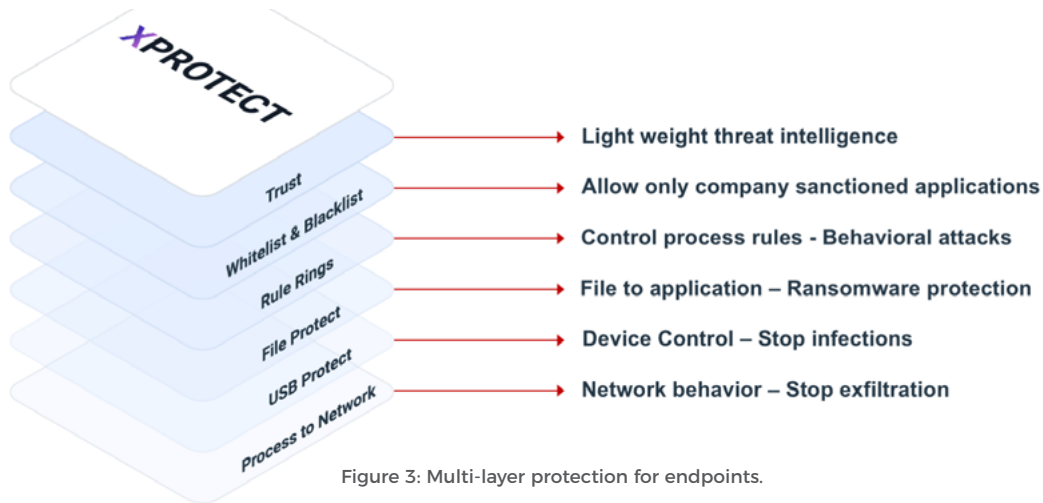 XPROTECT
Trust
Light weight threat intelligence
Whitelist & Blacklist
Allow only company sanctioned applications
Rule Rings
Control process rules - Behavioral attacks
File Protect
File to application – Ransomware protection
USB Protect
Device Control – Stop infections
Process to Network
Network behavior – Stop exfiltration
Figure 3: Multi-layer protection for endpoints.